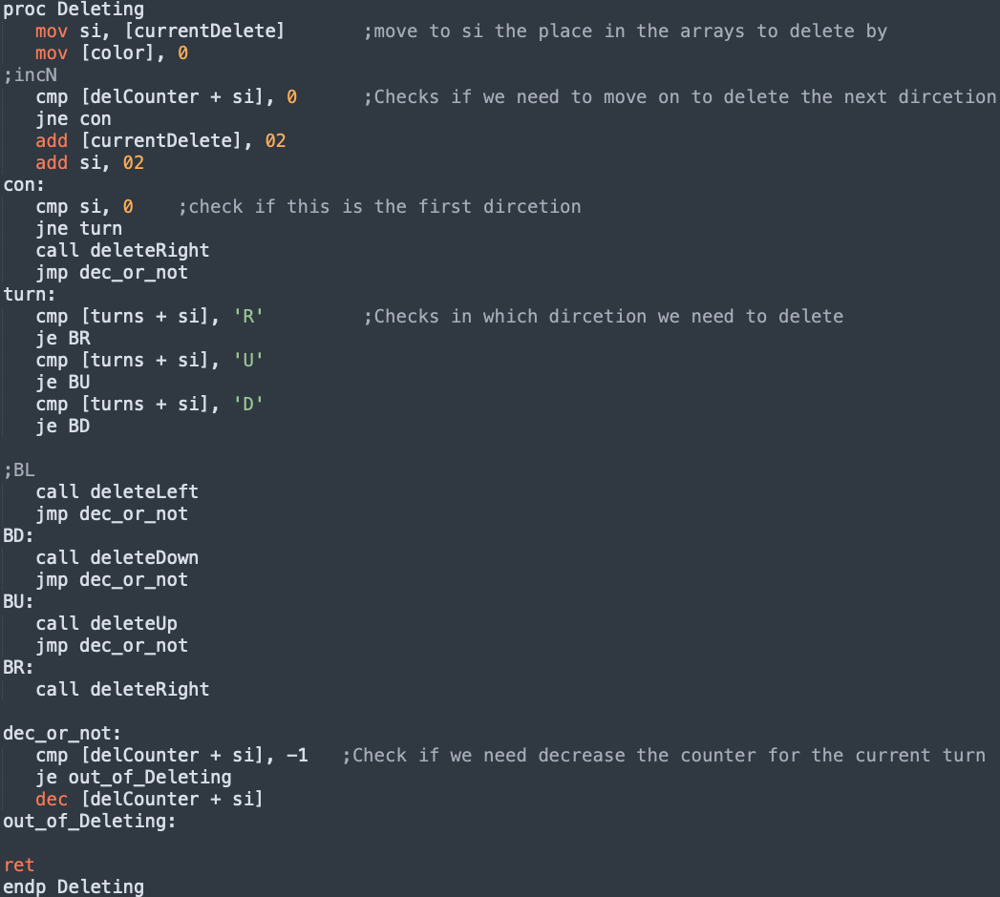 proc Deleting
mov si, [currentDelete] ;move to si the place in the arrays to delete by
mov [color], 0
;incN
cmp [delCounter + si], 0 ;Checks if we need to move on to delete the next dircetion
jne con
add [currentDelete], 02
add si, 02
con:
cmp si, 0 ;check if this is the first dircetion
jne turn
call deleteRight
jmp dec_or_not
turn:
cmp [turns + si], 'R' ;Checks in which dircetion we need to delete
je BR
cmp [turns + si], 'U'
je BU
cmp [turns + si], 'D'
je BD
;BL
call deleteLeft
jmp dec_or_not
BD:
call deleteDown
jmp dec_or_not
BU:
call deleteUp
jmp dec_or_not
BR:
call deleteRight
dec_or_not:
cmp [delCounter + si], -1 ;Check if we need decrease the counter for the current turn
je out_of_Deleting
dec [delCounter + si]
out_of_Deleting:
ret
endp Deleting